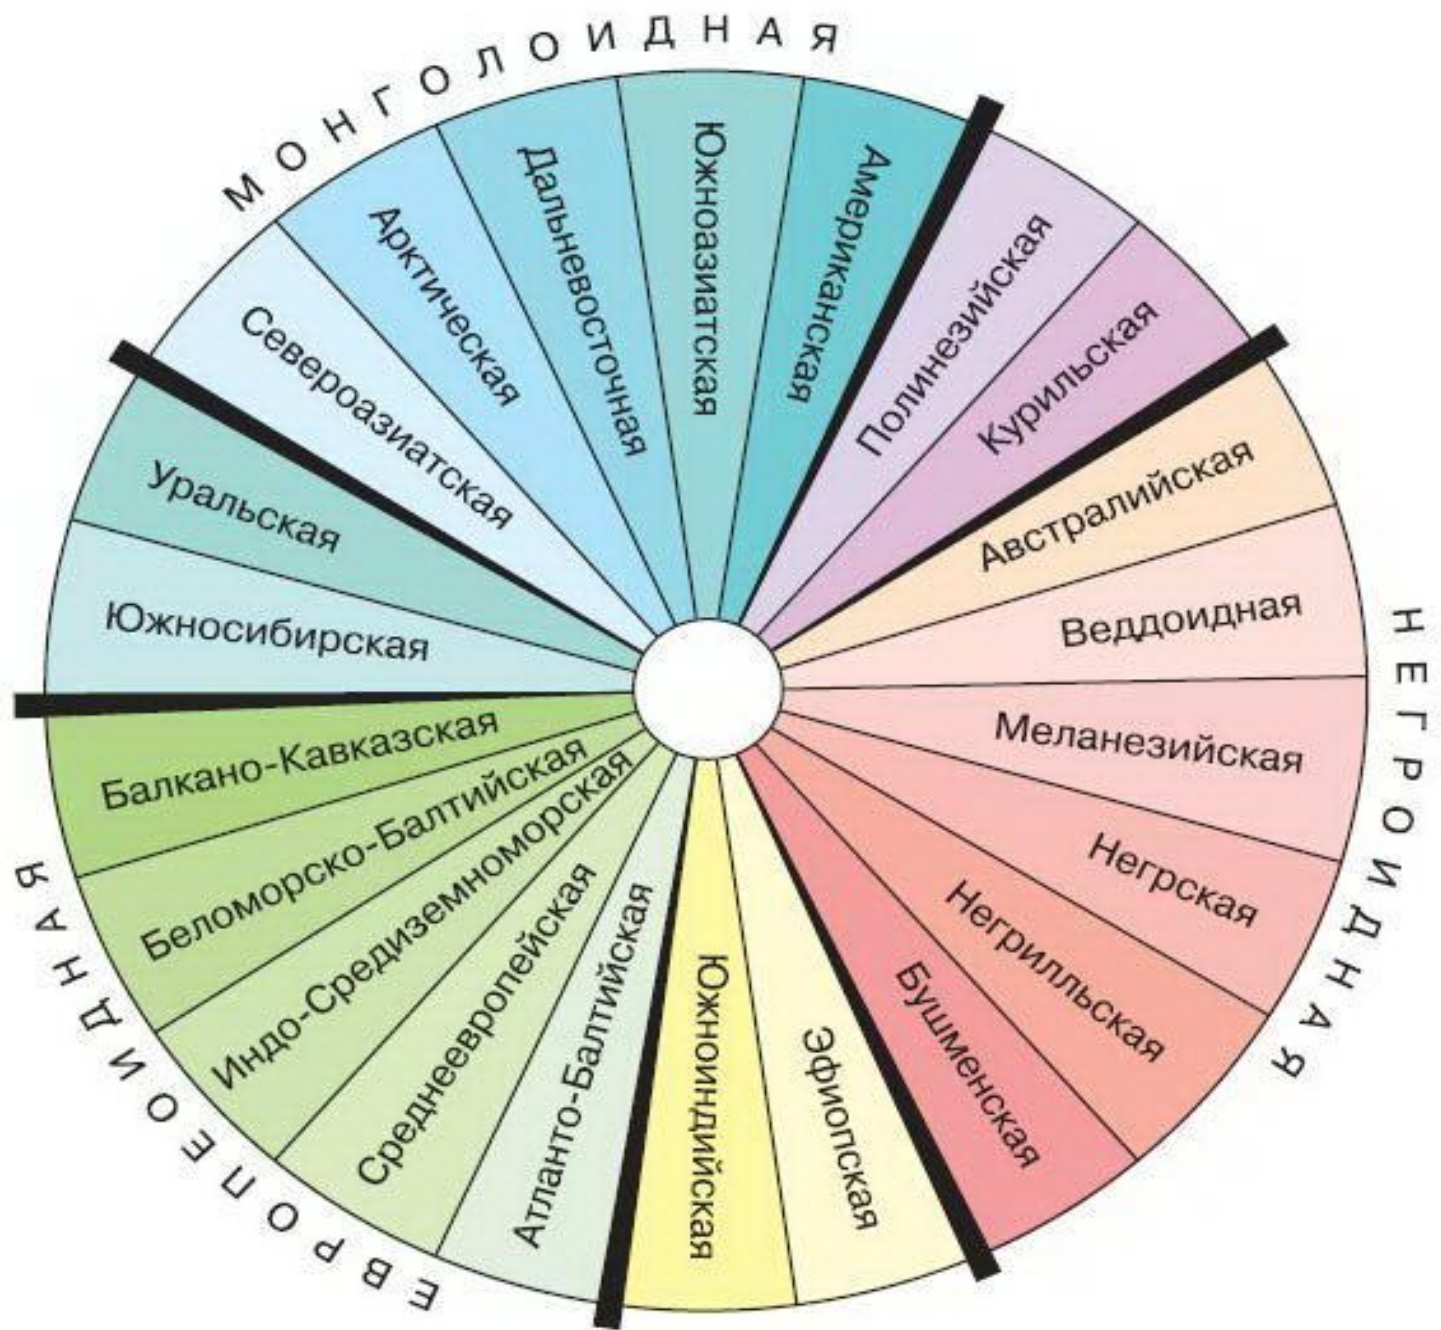 МОНГОЛОИДНАЯ
Североазиатская
Арктическая
Дальневосточная
Южноазиатская
Американская
Полинезийская
Курильская
НЕГРОИДНАЯ
Австралийская
Веддоидная
Меланезийская
Негрская
Негрилльская
Бушменская
Эфиопская
Южноиндийская
ЕВРОПЕОИДНАЯ
Атланто-Балтийская
Среднеевропейская
Индо-Средиземноморская
Беломорско-Балтийская
Балкано-Кавказская
Южносибирская
Уральская